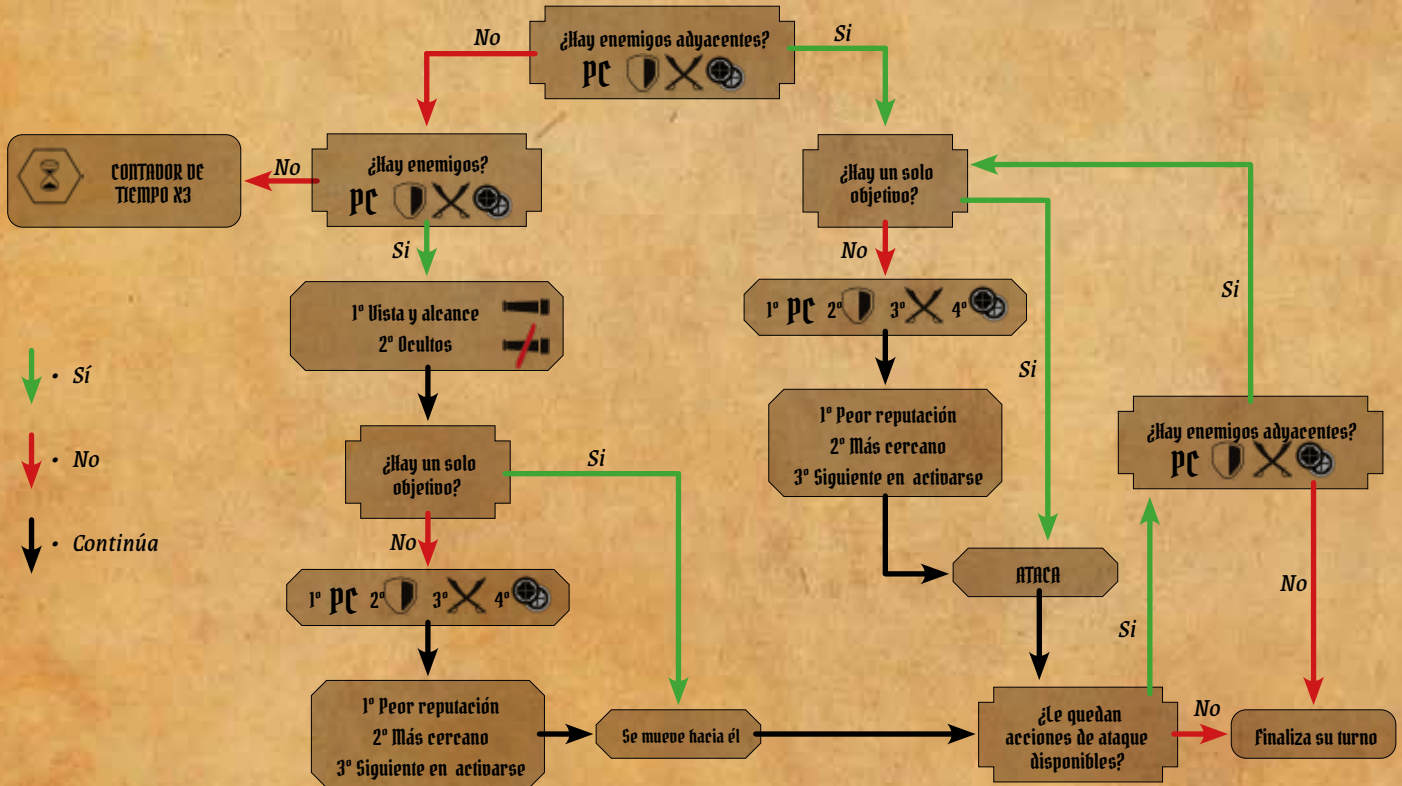 ¿Hay enemigos adyacentes?
PC
No
Si
¿Hay enemigos?
PC
No
CONTADOR DE
TIEMPO X3
Si
1º Vista y alcance
2º Ocultos
¿Hay un solo
objetivo?
Si
No
1º PC 2º 3º 4º
1º Peor reputación
2º Más cercano
3º Siguiente en activarse
Se mueve hacia él
¿Hay un solo
objetivo?
No
Si
1º PC 2º 3º 4º
1º Peor reputación
2º Más cercano
3º Siguiente en activarse
ATACA
¿Le quedan
acciones de ataque
disponibles?
Si
No
¿Hay enemigos adyacentes?
PC
Si
No
Finaliza su turno
• Sí
• No
• Continúa